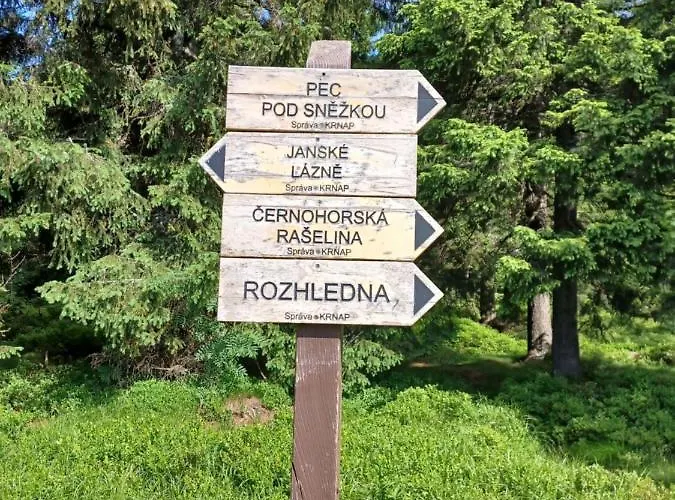 PEC
POD SNĚŽKOU
Správa KRNAP
JANSKÉ
LÁZNĚ
Správa KRNAP
ČERNOHORSKÁ
RAŠELINA
Správa KRNAP
ROZHLEDNA
Správa KRNAP